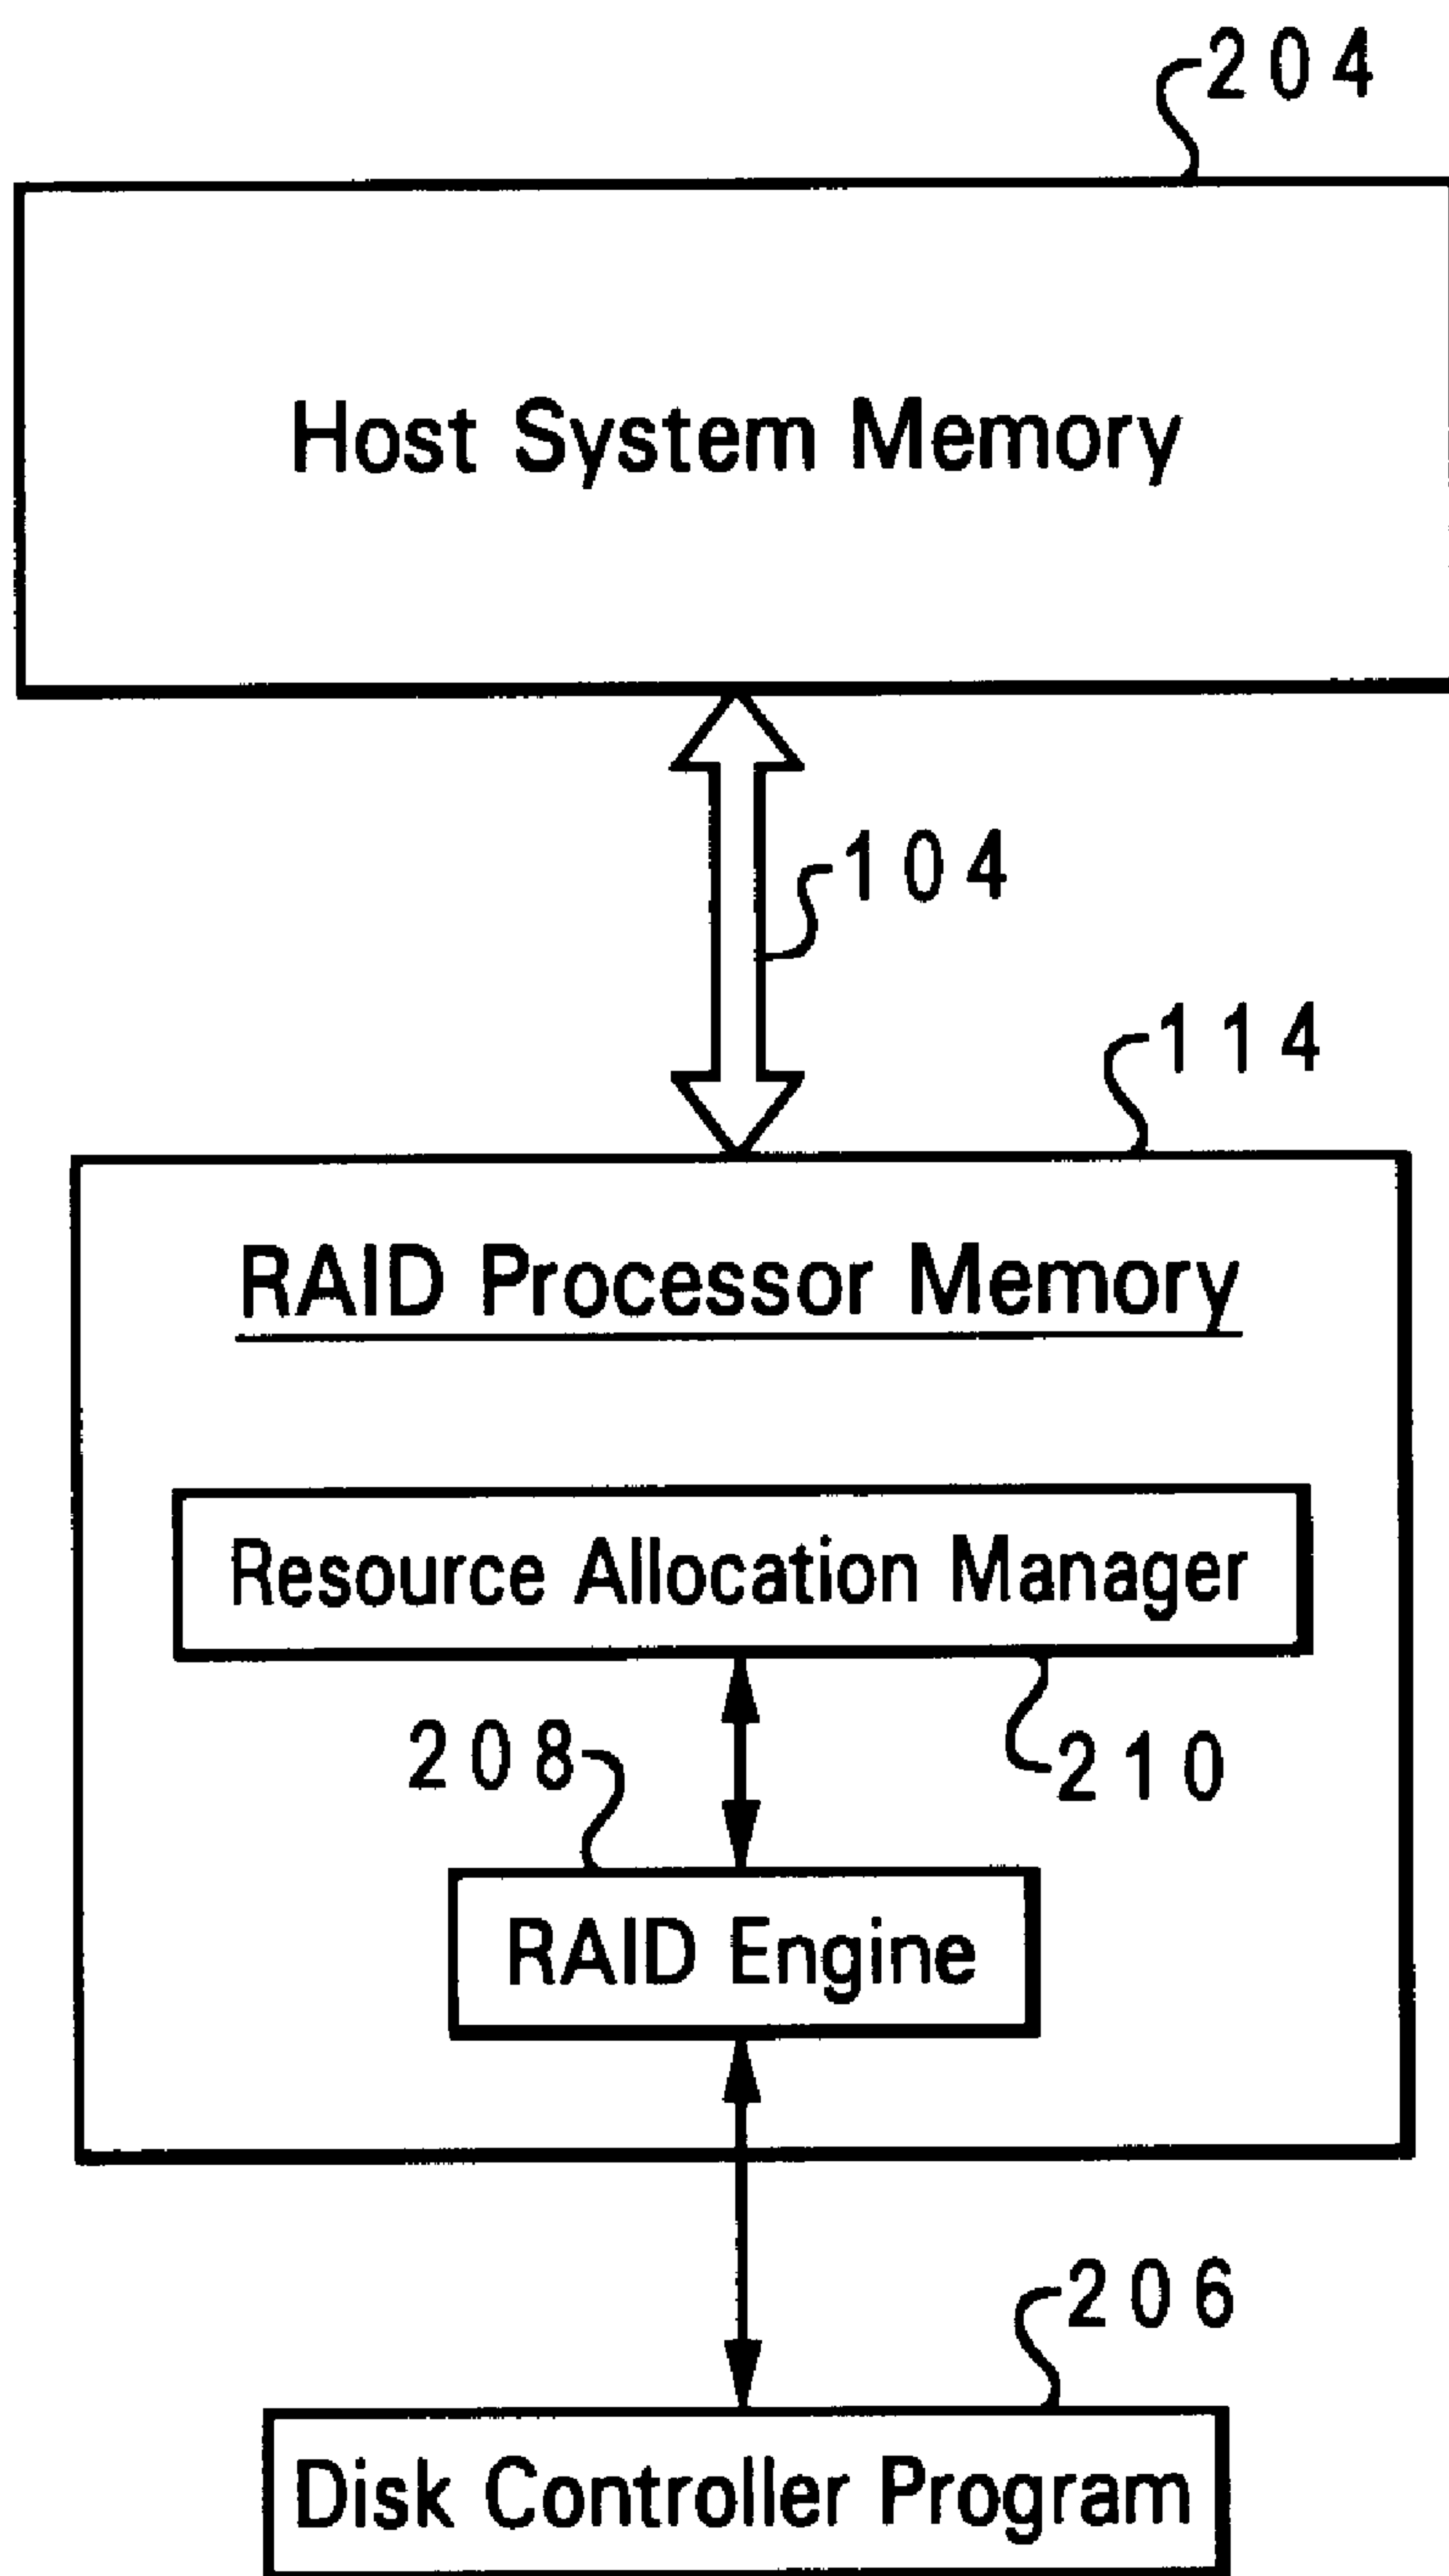 204
Host System Memory
104
114
RAID Processor Memory
Resource Allocation Manager
208
210
RAID Engine
206
Disk Controller Program